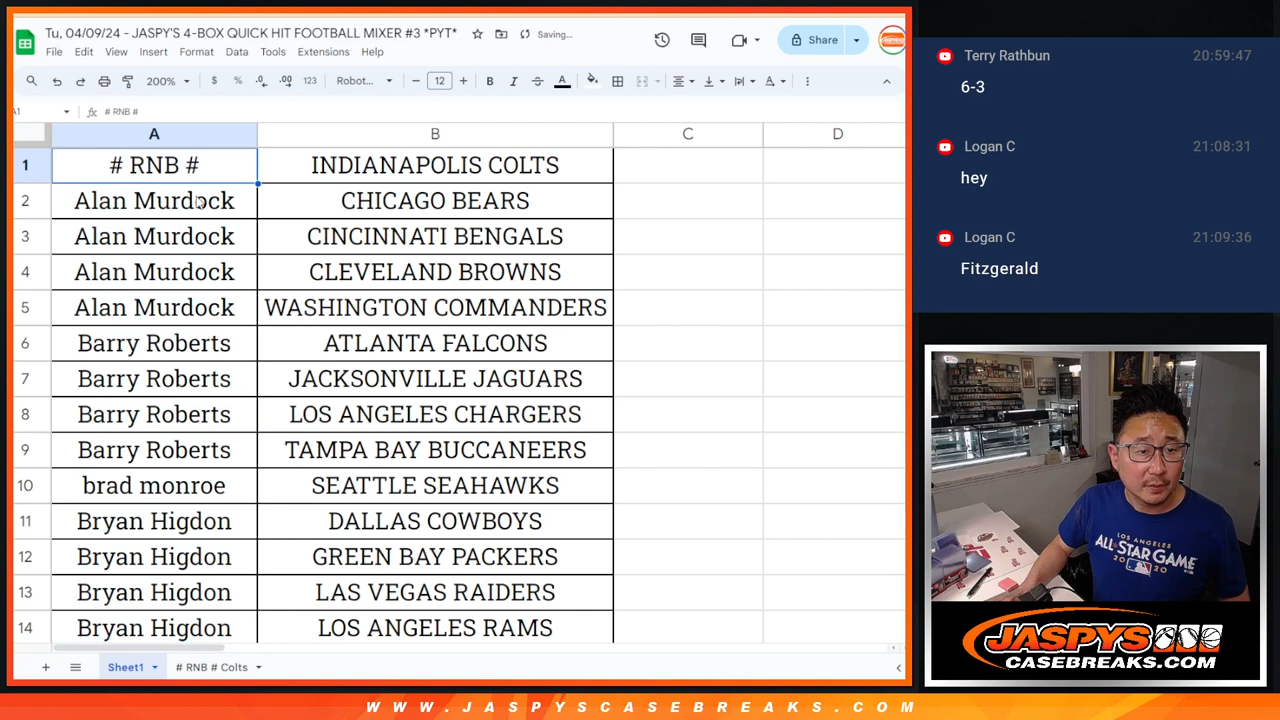 Tu, 04/09/24 - JASPY'S 4-BOX QUICK HIT FOOTBALL MIXER #3 *PYT* Saving...
File Edit View Insert Format Data Tools Extensions Help
Share
200% $ % .0 .00 123 Robot... − 12 + B I S A
A1 fx # RNB #
A B C D
1 # RNB # INDIANAPOLIS COLTS
2 Alan Murdock CHICAGO BEARS
3 Alan Murdock CINCINNATI BENGALS
4 Alan Murdock CLEVELAND BROWNS
5 Alan Murdock WASHINGTON COMMANDERS
6 Barry Roberts ATLANTA FALCONS
7 Barry Roberts JACKSONVILLE JAGUARS
8 Barry Roberts LOS ANGELES CHARGERS
9 Barry Roberts TAMPA BAY BUCCANEERS
10 brad monroe SEATTLE SEAHAWKS
11 Bryan Higdon DALLAS COWBOYS
12 Bryan Higdon GREEN BAY PACKERS
13 Bryan Higdon LAS VEGAS RAIDERS
14 Bryan Higdon LOS ANGELES RAMS
+ Sheet1 # RNB # Colts
Terry Rathbun 20:59:47
6-3
Logan C 21:08:31
hey
Logan C 21:09:36
Fitzgerald
LOS ANGELES
ALL STAR GAME
2020
JASPYS
CASEBREAKS.COM
WWW.JASPYSCASEBREAKS.COM